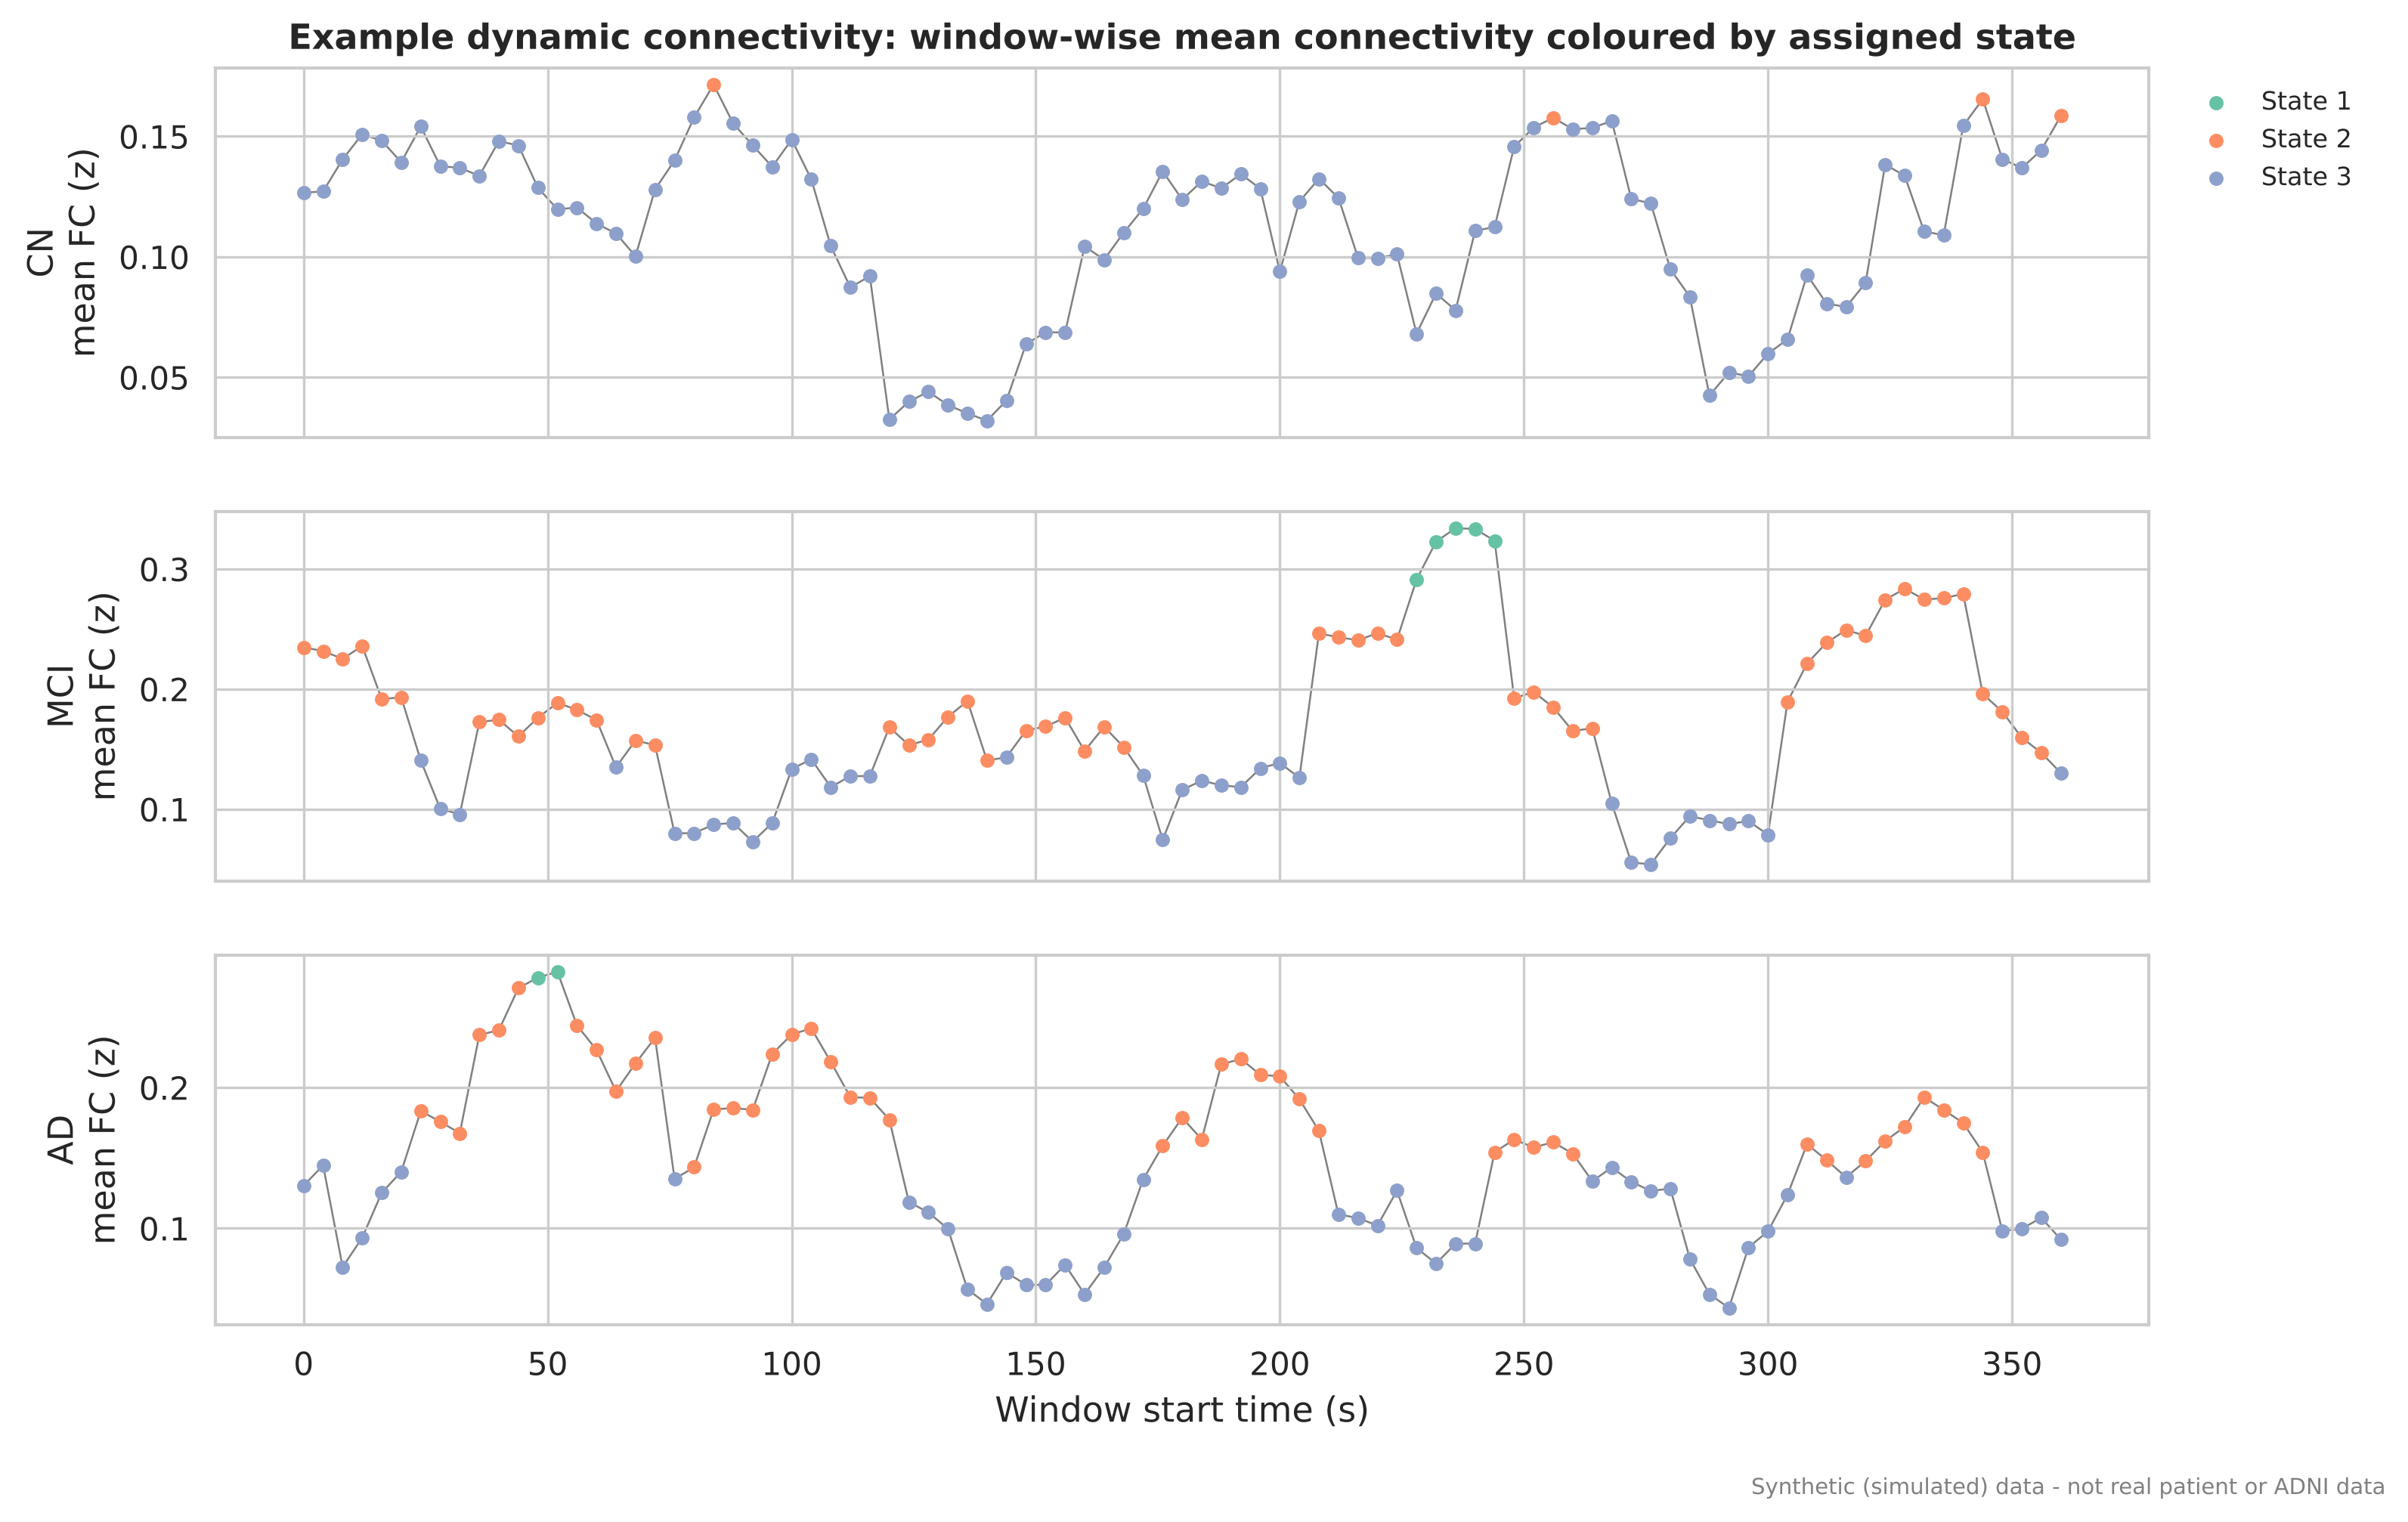 Example dynamic connectivity: window-wise mean connectivity coloured by assigned state
State 1
State 2
State 3
CN
mean FC (z)
0.15
0.10
0.05
MCI
mean FC (z)
0.3
0.2
0.1
AD
mean FC (z)
0.2
0.1
0 50 100 150 200 250 300 350
Window start time (s)
Synthetic (simulated) data - not real patient or ADNI data